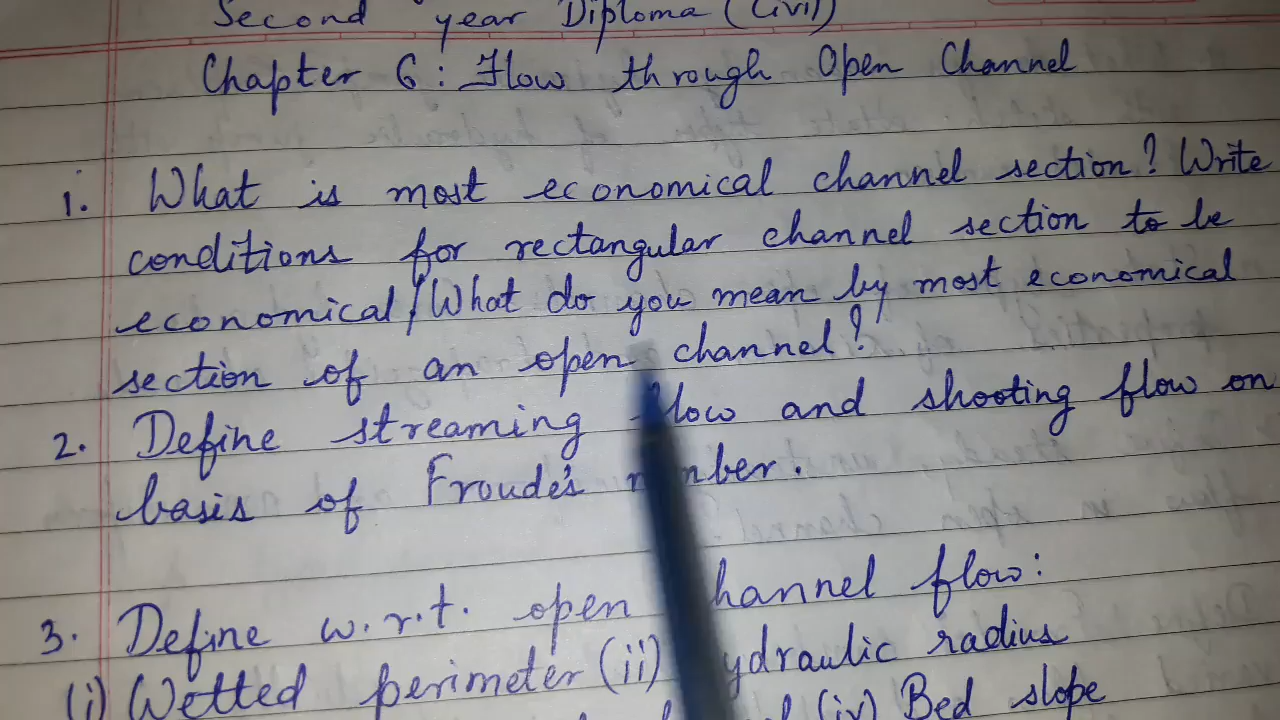 Second year Diploma (Civil)
Chapter 6: Flow through Open Channel
1. What is most economical channel section? Write
conditions for rectangular channel section to be
economical/What do you mean by most economical
section of an open channel?
2. Define streaming flow and shooting flow on
basis of Froude's number.
3. Define w.r.t. open channel flow:
(i) Wetted perimeter (ii) Hydraulic radius
(iv) Bed slope